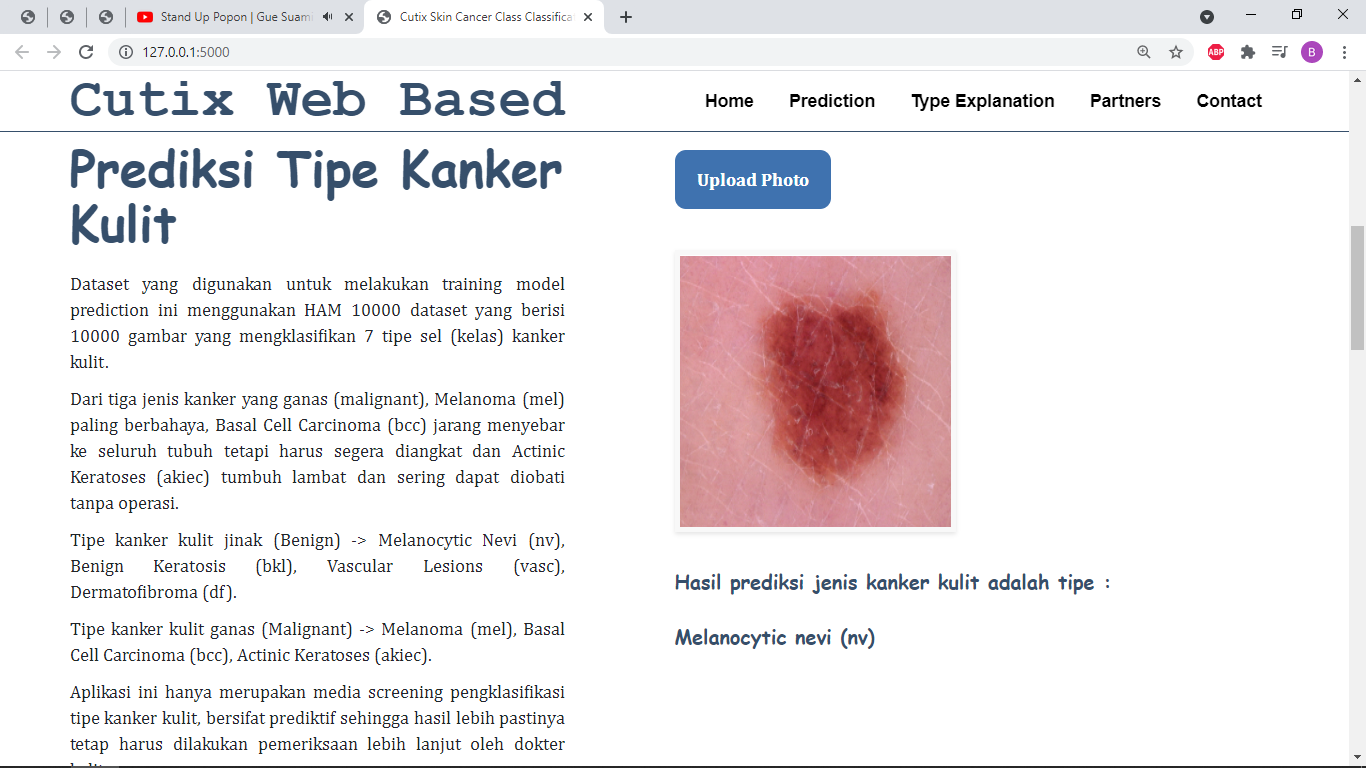 Stand Up Popon | Gue Suam
Cutix Skin Cancer Class Classifica
127.0.0.1:5000
ABP
B
Cutix Web Based
Home Prediction Type Explanation Partners Contact
Prediksi Tipe Kanker
Kulit
Dataset yang digunakan untuk melakukan training model
prediction ini menggunakan HAM 10000 dataset yang berisi
10000 gambar yang mengklasifikan 7 tipe sel (kelas) kanker
kulit.
Dari tiga jenis kanker yang ganas (malignant), Melanoma (mel)
paling berbahaya, Basal Cell Carcinoma (bcc) jarang menyebar
ke seluruh tubuh tetapi harus segera diangkat dan Actinic
Keratoses (akiec) tumbuh lambat dan sering dapat diobati
tanpa operasi.
Tipe kanker kulit jinak (Benign) -> Melanocytic Nevi (nv),
Benign Keratosis (bkl), Vascular Lesions (vasc),
Dermatofibroma (df).
Tipe kanker kulit ganas (Malignant) -> Melanoma (mel), Basal
Cell Carcinoma (bcc), Actinic Keratoses (akiec).
Aplikasi ini hanya merupakan media screening pengklasifikasi
tipe kanker kulit, bersifat prediktif sehingga hasil lebih pastinya
tetap harus dilakukan pemeriksaan lebih lanjut oleh dokter
Upload Photo
Hasil prediksi jenis kanker kulit adalah tipe :
Melanocytic nevi (nv)